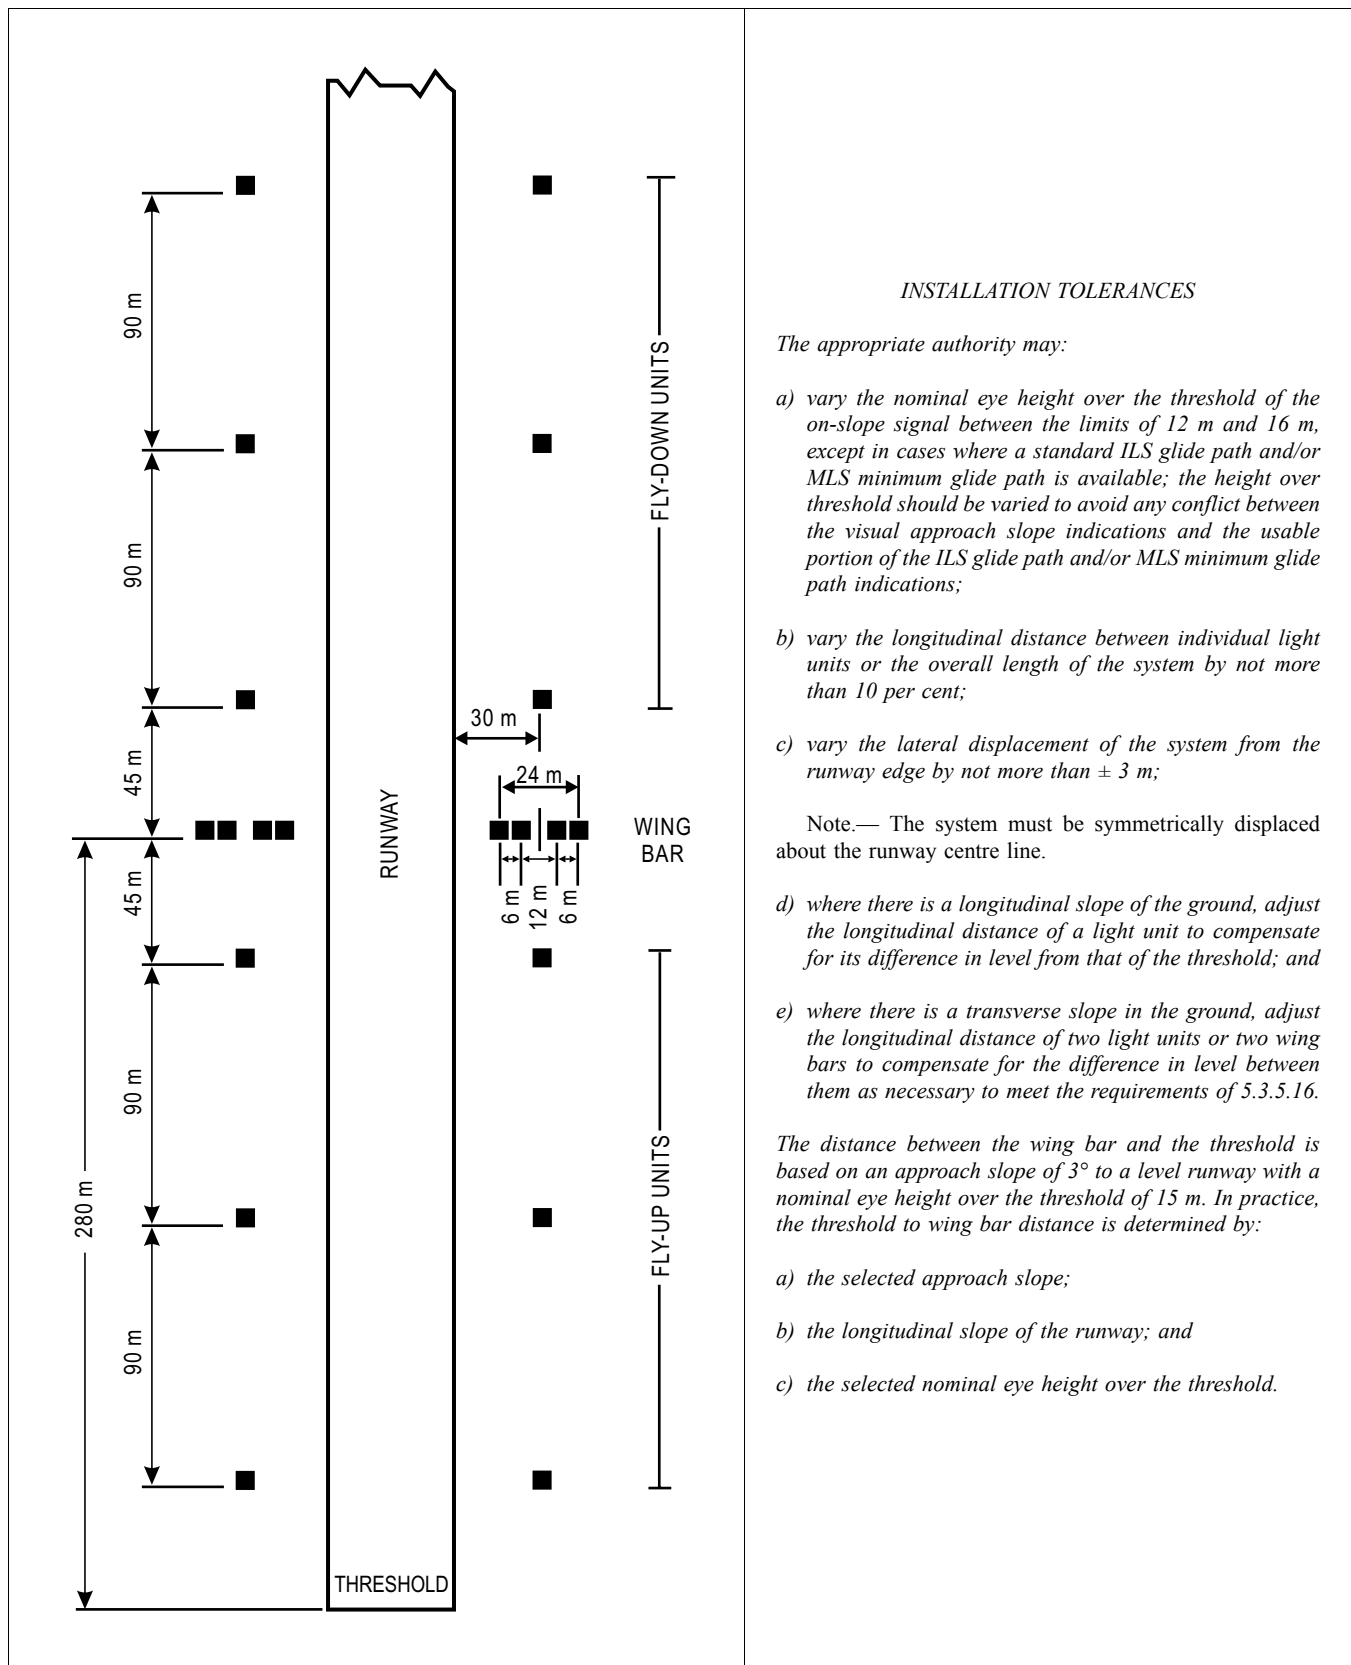 90 m
90 m
45 m
45 m
90 m
90 m
280 m
RUNWAY
THRESHOLD
30 m
24 m
6 m
12 m
6 m
FLY-DOWN UNITS
WING
BAR
FLY-UP UNITS
INSTALLATION TOLERANCES
The appropriate authority may:
a) vary the nominal eye height over the threshold of the
on-slope signal between the limits of 12 m and 16 m,
except in cases where a standard ILS glide path and/or
MLS minimum glide path is available; the height over
threshold should be varied to avoid any conflict between
the visual approach slope indications and the usable
portion of the ILS glide path and/or MLS minimum glide
path indications;
b) vary the longitudinal distance between individual light
units or the overall length of the system by not more
than 10 per cent;
c) vary the lateral displacement of the system from the
runway edge by not more than ± 3 m;
Note.— The system must be symmetrically displaced
about the runway centre line.
d) where there is a longitudinal slope of the ground, adjust
the longitudinal distance of a light unit to compensate
for its difference in level from that of the threshold; and
e) where there is a transverse slope in the ground, adjust
the longitudinal distance of two light units or two wing
bars to compensate for the difference in level between
them as necessary to meet the requirements of 5.3.5.16.
The distance between the wing bar and the threshold is
based on an approach slope of 3° to a level runway with a
nominal eye height over the threshold of 15 m. In practice,
the threshold to wing bar distance is determined by:
a) the selected approach slope;
b) the longitudinal slope of the runway; and
c) the selected nominal eye height over the threshold.